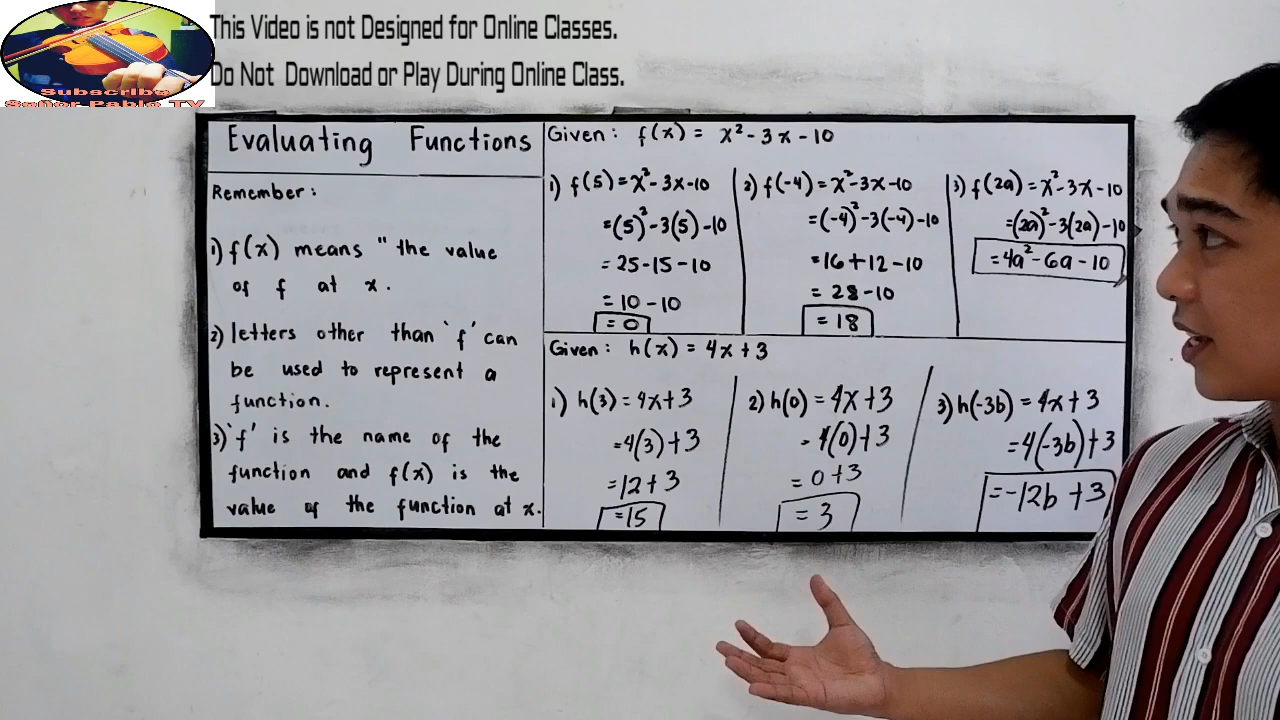 This Video is not Designed for Online Classes.
Do Not Download or Play During Online Class.
Subscribe
Señor Pablo TV
Evaluating Functions
Remember:
1) f(x) means "the value
of f at x.
2) letters other than 'f' can
be used to represent a
function.
3) 'f' is the name of the
function and f(x) is the
value of the function at x.
Given: f(x) = x² - 3x - 10
1) f(5) = x² - 3x - 10
= (5)² - 3(5) - 10
= 25 - 15 - 10
= 10 - 10
= 0
2) f(-4) = x² - 3x - 10
= (-4)² - 3(-4) - 10
= 16 + 12 - 10
= 28 - 10
= 18
3) f(2a) = x² - 3x - 10
= (2a)² - 3(2a) - 10
= 4a² - 6a - 10
Given: h(x) = 4x + 3
1) h(3) = 4x + 3
= 4(3) + 3
= 12 + 3
= 15
2) h(0) = 4x + 3
= 4(0) + 3
= 0 + 3
= 3
3) h(-3b) = 4x + 3
= 4(-3b) + 3
= -12b + 3